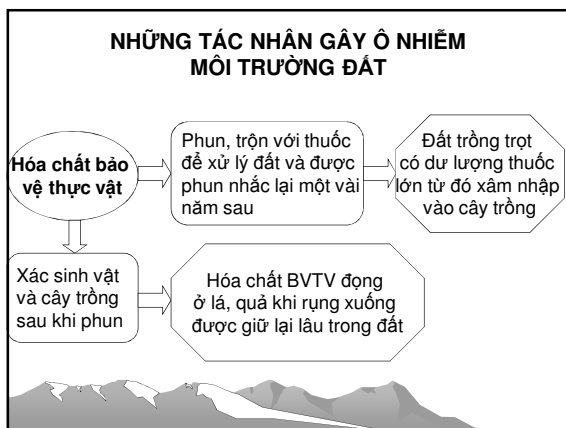 NHỮNG TÁC NHÂN GÂY Ô NHIỄM
MÔI TRƯỜNG ĐẤT
Hóa chất bảo
vệ thực vật
Phun, trộn với thuốc
để xử lý đất và được
phun nhắc lại một vài
năm sau
Đất trồng trọt
có dư lượng thuốc
lớn từ đó xâm nhập
vào cây trồng
Xác sinh vật
và cây trồng
sau khi phun
Hóa chất BVTV đọng
ở lá, quả khi rụng xuống
được giữ lại lâu trong đất